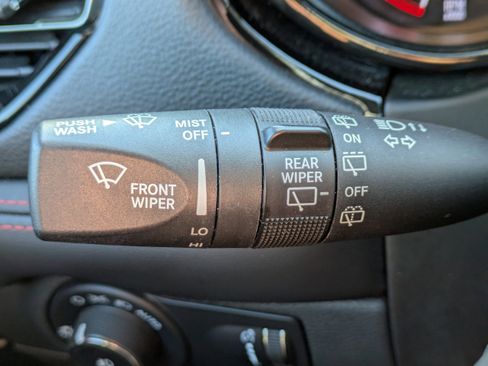 PUSH
WASH
MIST
OFF
FRONT
WIPER
LO
HI
REAR
WIPER
ON
OFF